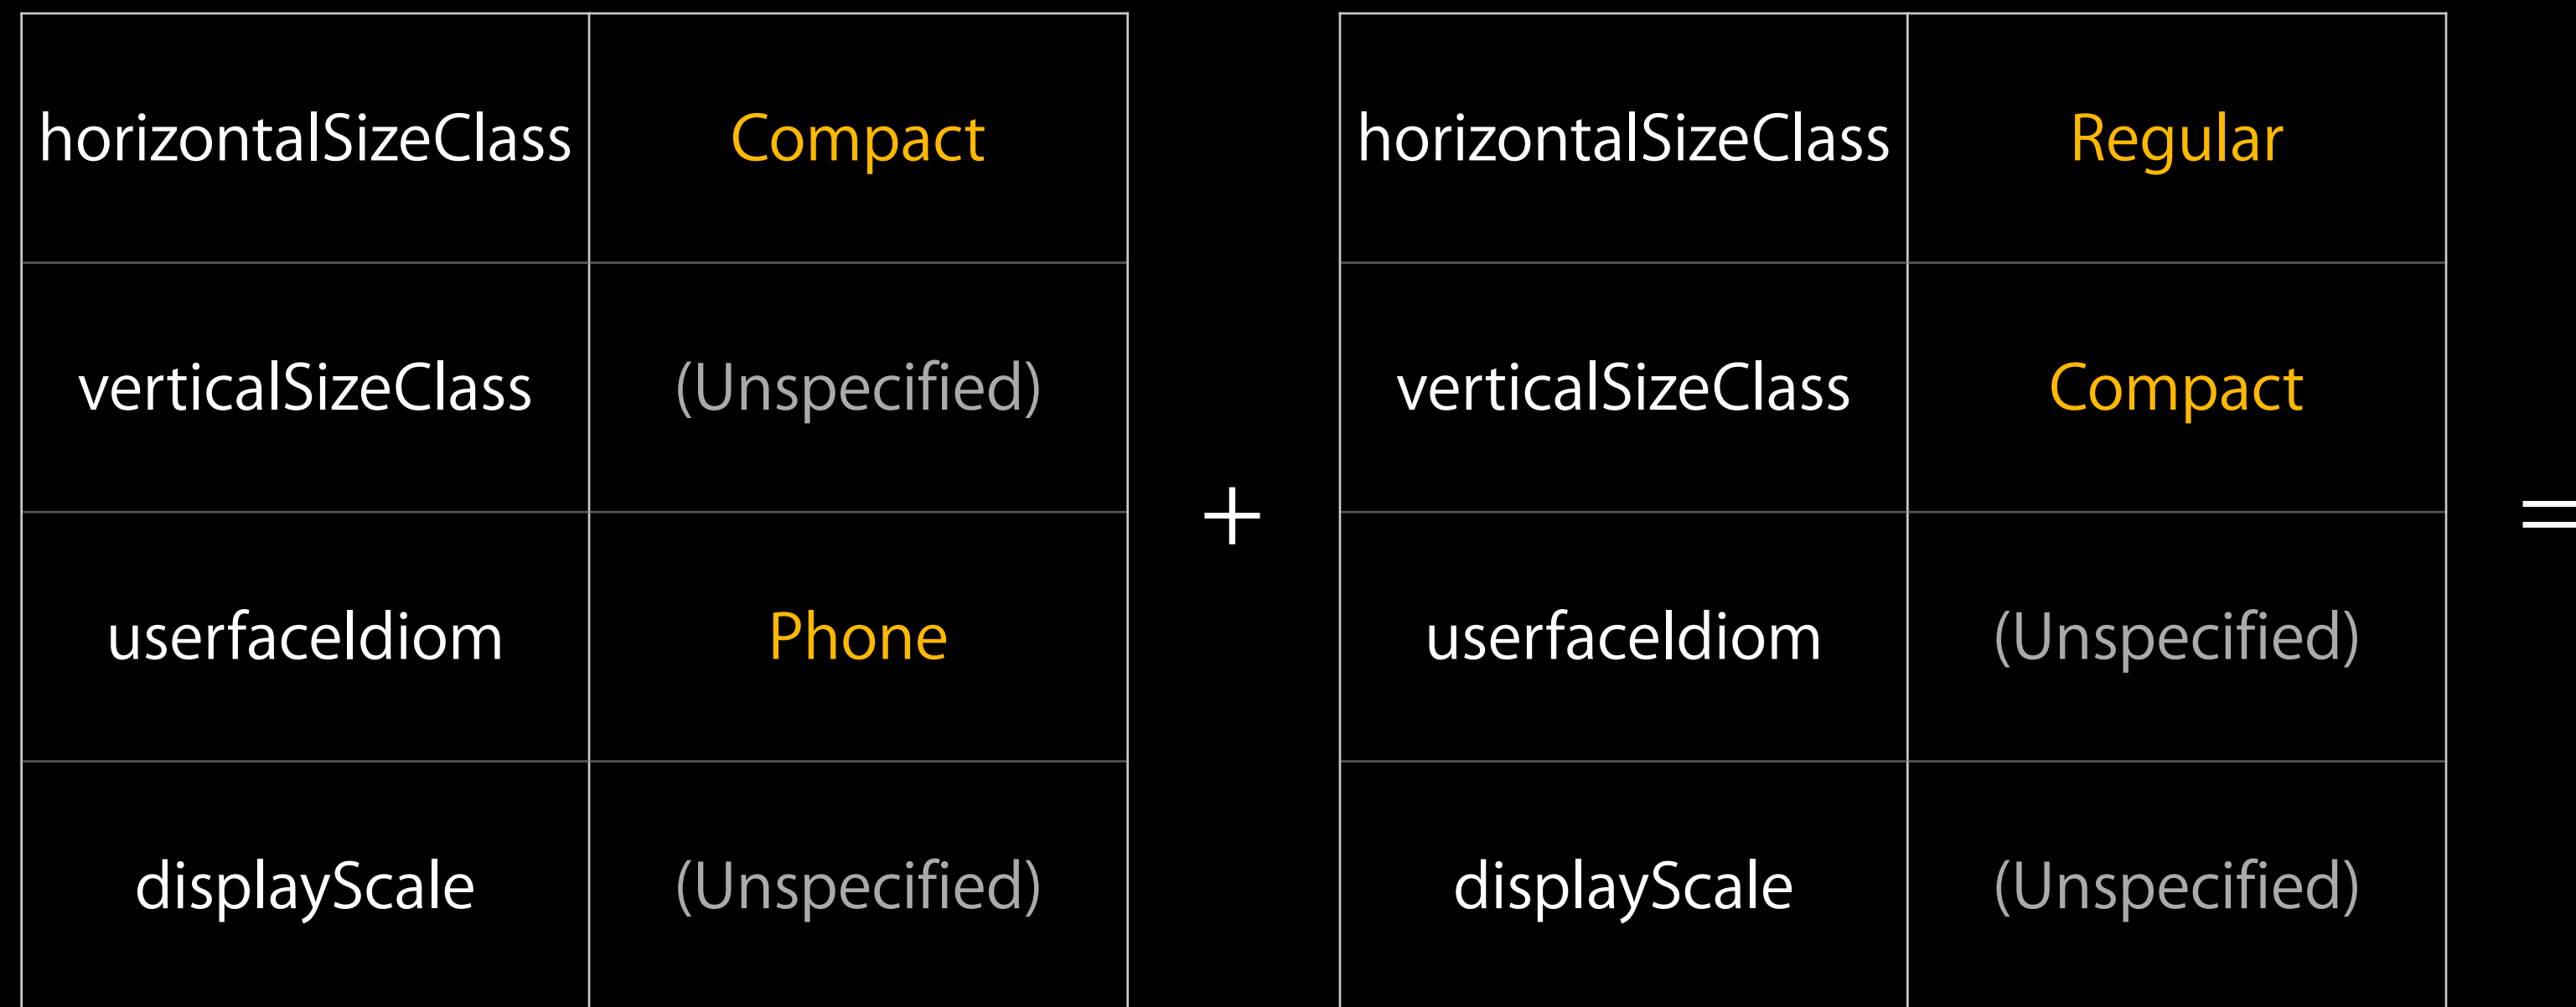 horizontalSizeClass Compact
verticalSizeClass (Unspecified)
userfaceIdiom Phone
displayScale (Unspecified)
+
horizontalSizeClass Regular
verticalSizeClass Compact
userfaceIdiom (Unspecified)
displayScale (Unspecified)
=